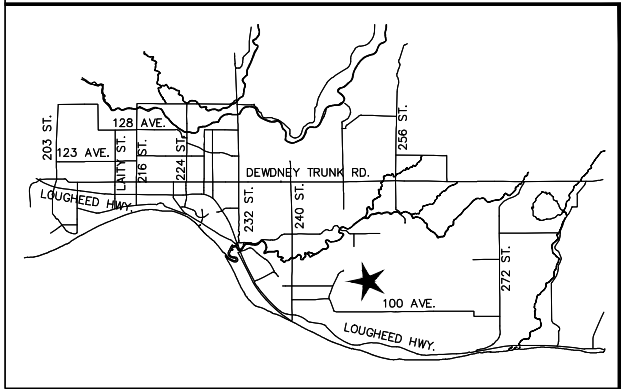 128 AVE.
203 ST.
123 AVE.
LAITY ST.
216 ST.
224 ST.
256 ST.
DEWDNEY TRUNK RD.
LOUGHEED HWY.
232 ST.
240 ST.
272 ST.
100 AVE.
LOUGHEED HWY.